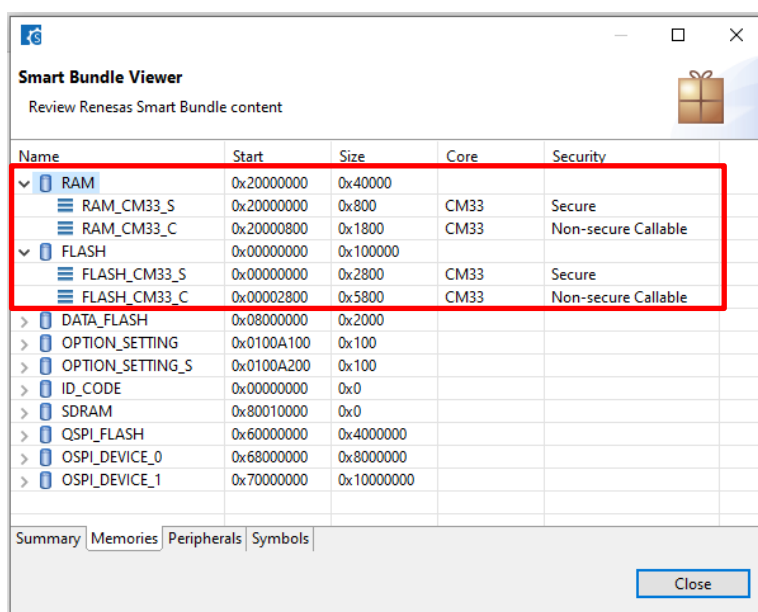 Smart Bundle Viewer
Review Renesas Smart Bundle content
Name Start Size Core Security
RAM 0x20000000 0x40000
RAM_CM33_S 0x20000000 0x800 CM33 Secure
RAM_CM33_C 0x20000800 0x1800 CM33 Non-secure Callable
FLASH 0x00000000 0x100000
FLASH_CM33_S 0x00000000 0x2800 CM33 Secure
FLASH_CM33_C 0x00002800 0x5800 CM33 Non-secure Callable
DATA_FLASH 0x08000000 0x2000
OPTION_SETTING 0x0100A100 0x100
OPTION_SETTING_S 0x0100A200 0x100
ID_CODE 0x00000000 0x0
SDRAM 0x80010000 0x0
QSPI_FLASH 0x60000000 0x4000000
OSPI_DEVICE_0 0x68000000 0x8000000
OSPI_DEVICE_1 0x70000000 0x10000000
Summary Memories Peripherals Symbols
Close